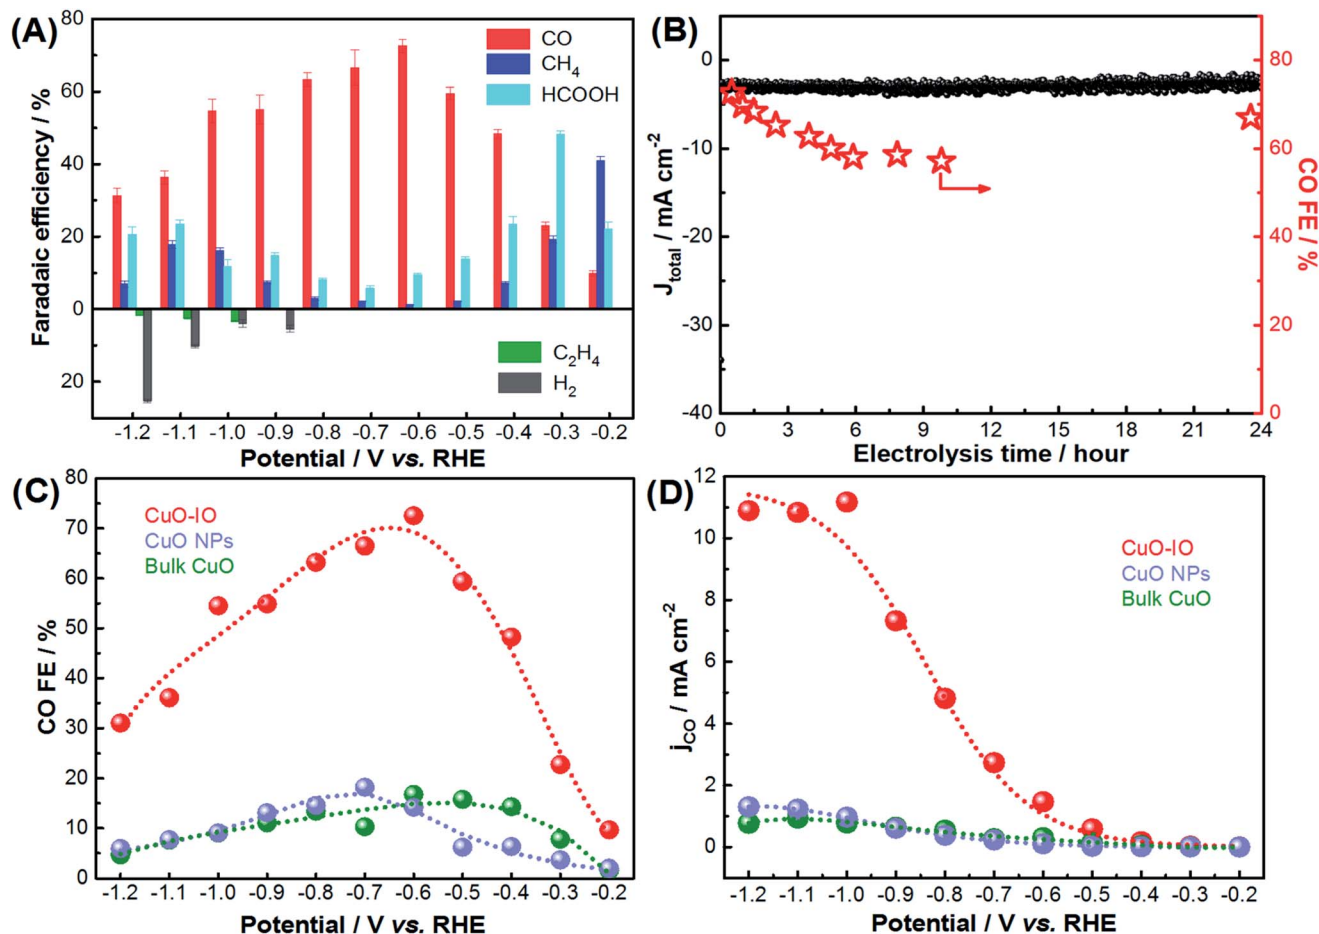 (A)
80
60
40
20
0
20
Faradaic efficiency / %
CO
CH4
HCOOH
C2H4
H2
-1.2 -1.1 -1.0 -0.9 -0.8 -0.7 -0.6 -0.5 -0.4 -0.3 -0.2
Potential / V vs. RHE
(B)
0
-10
-20
-30
-40
Jtotal / mA cm-2
80
60
40
20
0
CO FE / %
0 3 6 9 12 15 18 21 24
Electrolysis time / hour
(C)
80
70
60
50
40
30
20
10
0
CO FE / %
CuO-IO
CuO NPs
Bulk CuO
-1.2 -1.1 -1.0 -0.9 -0.8 -0.7 -0.6 -0.5 -0.4 -0.3 -0.2
Potential / V vs. RHE
(D)
12
10
8
6
4
2
0
jCO / mA cm-2
CuO-IO
CuO NPs
Bulk CuO
-1.2 -1.1 -1.0 -0.9 -0.8 -0.7 -0.6 -0.5 -0.4 -0.3 -0.2
Potential / V vs. RHE